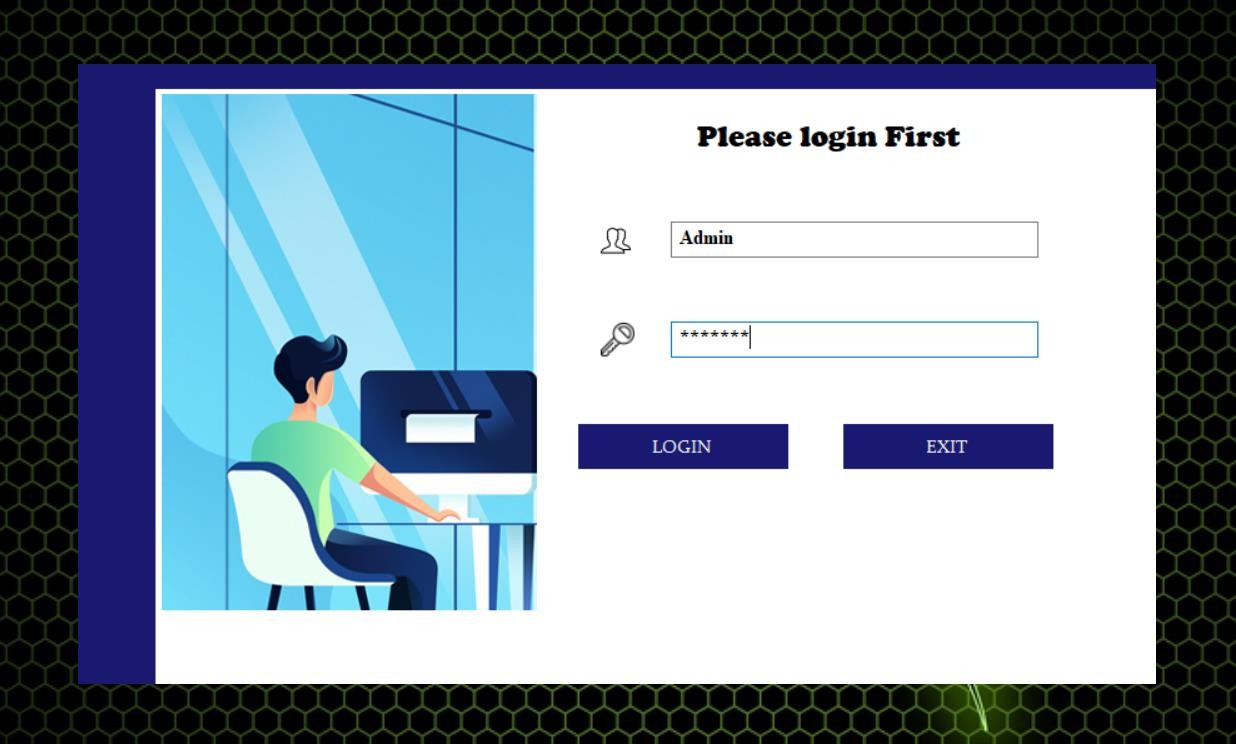 Please login First
Admin
*******
LOGIN
EXIT